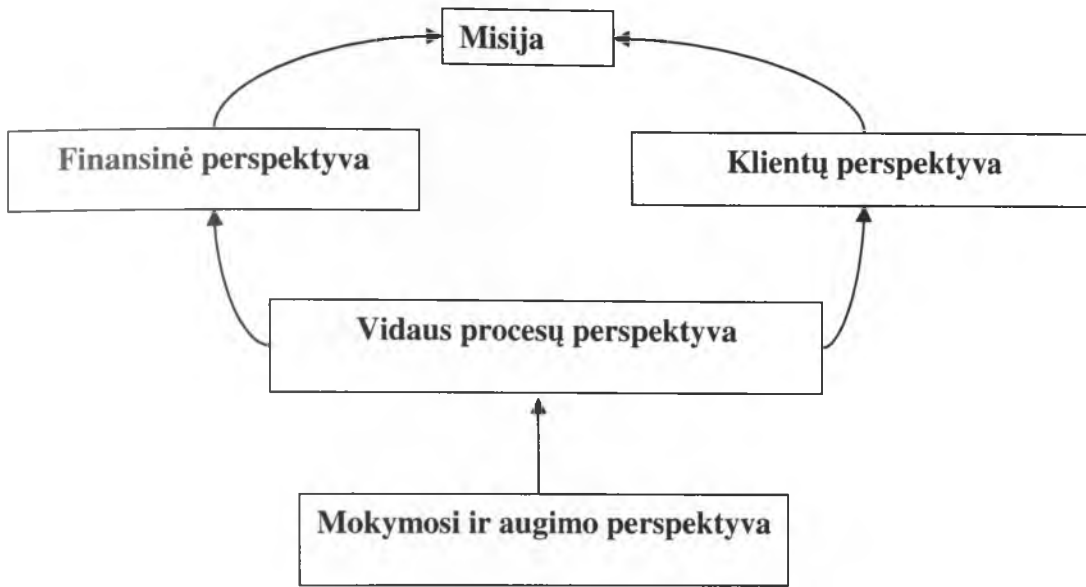 Misija
Finansinė perspektyva
Klientų perspektyva
Vidaus procesų perspektyva
Mokymosi ir augimo perspektyva